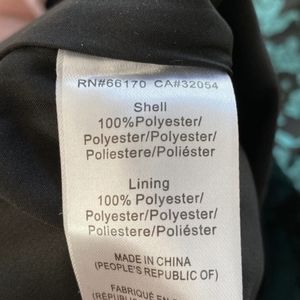 RN#66170 CA#32054
Shell
100%Polyester/
Polyester/Polyester/
Poliestere/Poliéster
Lining
100% Polyester/
Polyester/Polyester/
Poliestere/Poliéster
MADE IN CHINA
(PEOPLE'S REPUBLIC OF)
FABRIQUÉ EN